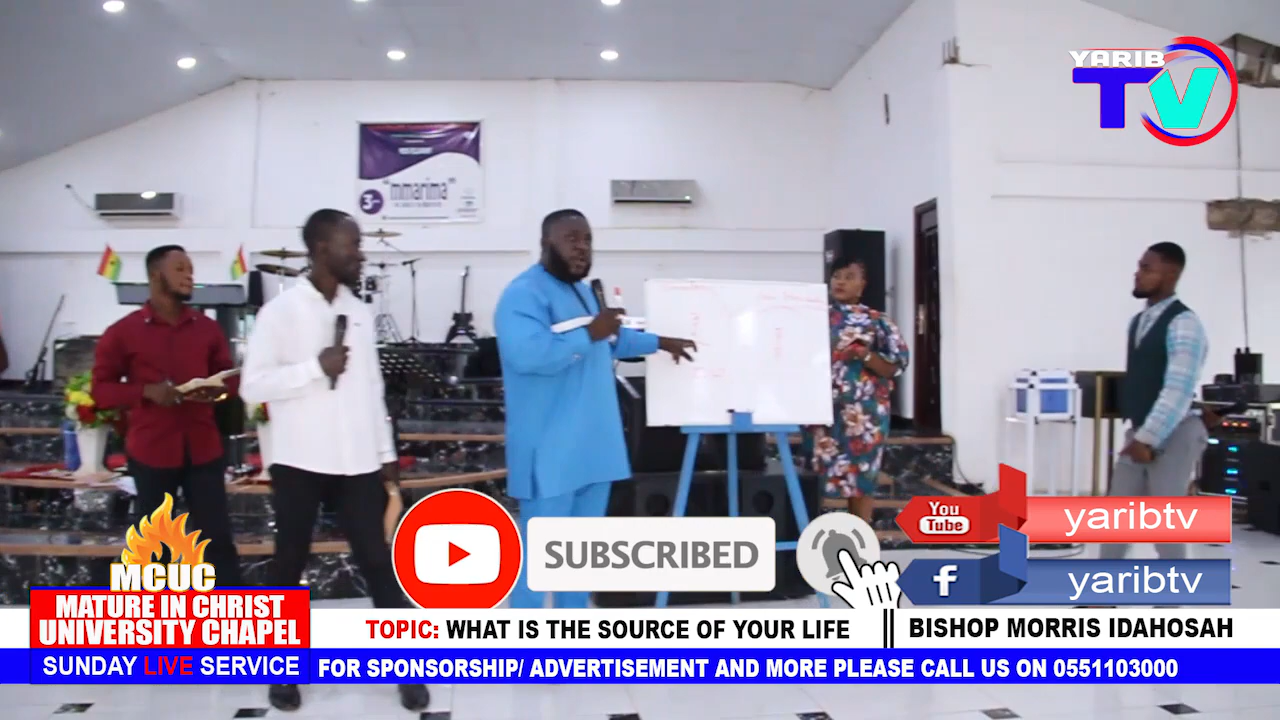 YARIB
TV
3
"mmarima"
SUBSCRIBED
You
Tube
yaribtv
f
yaribtv
MCUC
MATURE IN CHRIST
UNIVERSITY CHAPEL
TOPIC: WHAT IS THE SOURCE OF YOUR LIFE
BISHOP MORRIS IDAHOSAH
SUNDAY LIVE SERVICE
FOR SPONSORSHIP/ ADVERTISEMENT AND MORE PLEASE CALL US ON 0551103000